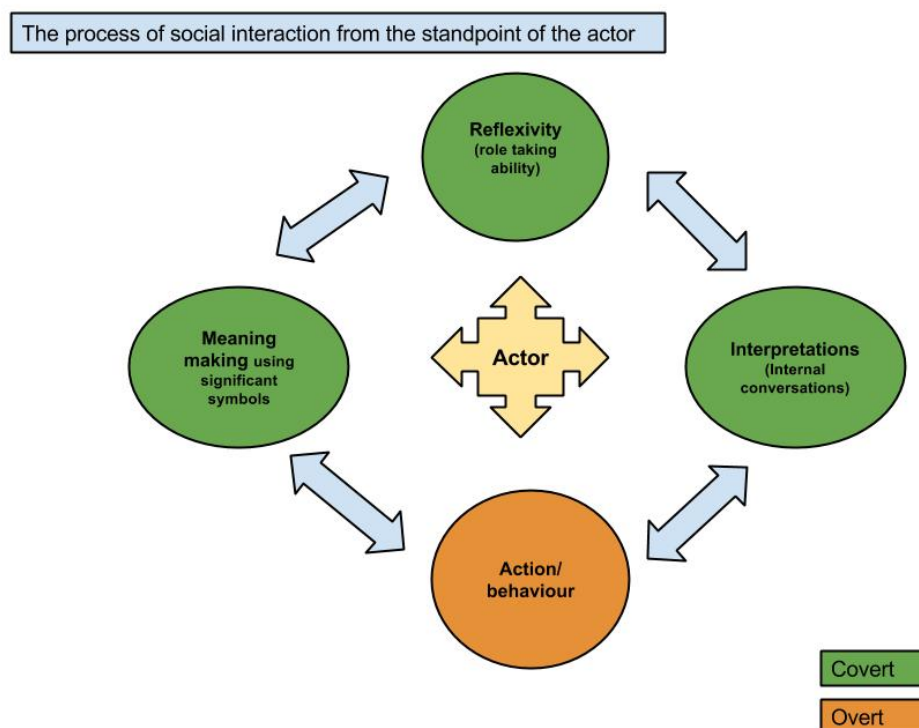 The process of social interaction from the standpoint of the actor
Reflexivity
(role taking
ability)
Meaning
making using
significant
symbols
Actor
Interpretations
(Internal
conversations)
Action/
behaviour
Covert
Overt